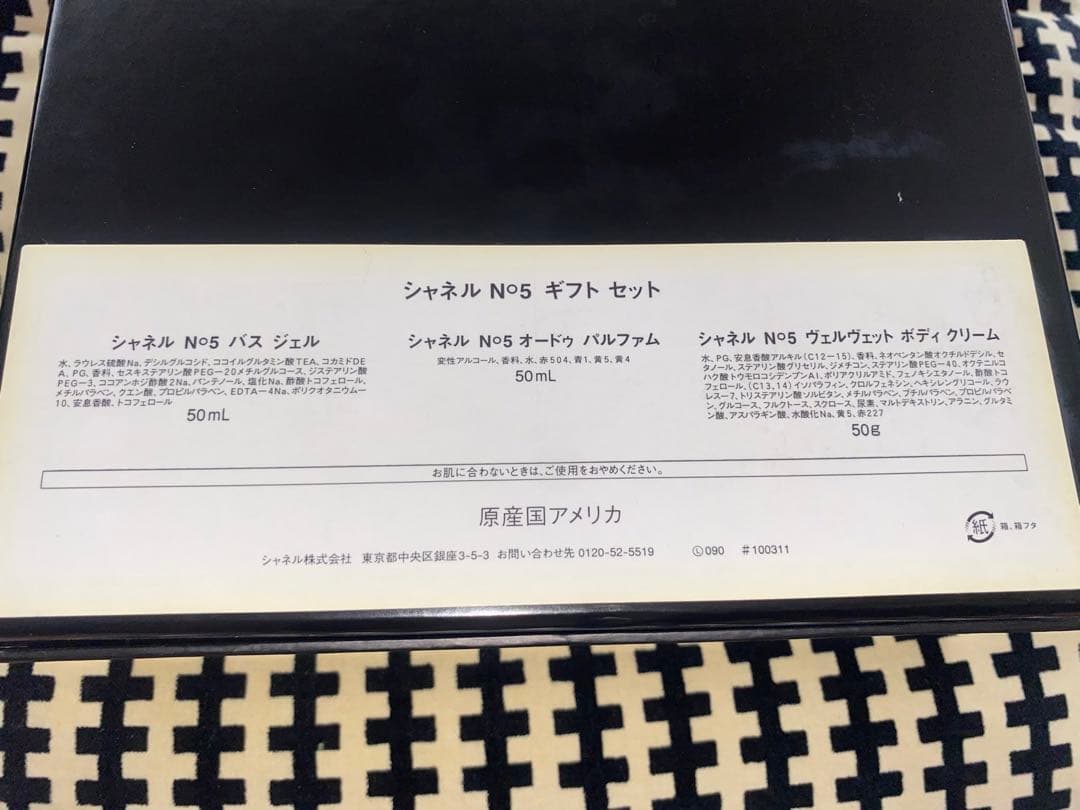 シャネル N°5 ギフト セット
シャネル N°5 バス ジェル
水、ラウレス硫酸Na、デシルグルコシド、ココイルグルタミン酸TEA、コカミドDE
A、PG、香料、セスキステアリン酸PEG-20メチルグルコース、ジステアリン酸
PEG-3、ココアンホジ酢酸2Na、パンテノール、塩化Na、酢酸トコフェロール、
メチルパラベン、クエン酸、プロピルパラベン、EDTA-4Na、ポリクオタニウム-
10、安息香酸、トコフェロール
50mL
シャネル N°5 オードゥ パルファム
変性アルコール、香料、水、赤504、青1、黄5、黄4
50mL
シャネル N°5 ヴェルヴェット ボディ クリーム
水、PG、安息香酸アルキル(C12-15)、香料、ネオペンタン酸オクチルドデシル、セ
タノール、ステアリン酸グリセリル、ジメチコン、ステアリン酸PEG-40、オクテニルコ
ハク酸トウモロコシデンプンAl、ポリアクリルアミド、フェノキシエタノール、酢酸トコ
フェロール、(C13,14)イソパラフィン、クロルフェネシン、ヘキシレングリコール、ラウ
レス-7、トリステアリン酸ソルビタン、メチルパラベン、ブチルパラベン、プロピルパラベ
ン、グルコース、フルクトース、スクロース、尿素、マルトデキストリン、アラニン、グルタミ
ン酸、アスパラギン酸、水酸化Na、黄5、赤227
50g
お肌に合わないときは、ご使用をおやめください。
原産国アメリカ
紙 箱、箱フタ
シャネル株式会社 東京都中央区銀座3-5-3 お問い合わせ先 0120-52-5519 Ⓛ090 #100311